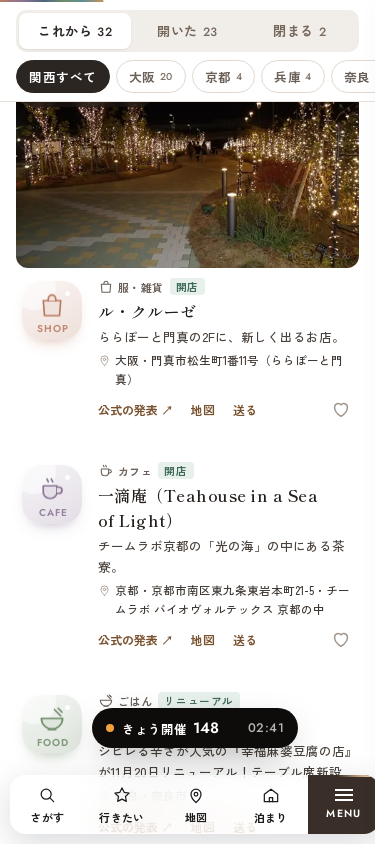 これから 32
開いた 23
閉まる 2
関西すべて
大阪 20
京都 4
兵庫 4
奈良
SHOP
服・雑貨 開店
ル・クルーゼ
ららぽーと門真の2Fに、新しく出るお店。
大阪・門真市松生町1番11号（ららぽーと門
真）
公式の発表 ↗ 地図 送る
CAFE
カフェ 開店
一滴庵（Teahouse in a Sea
of Light）
チームラボ京都の「光の海」の中にある茶
寮。
京都・京都市南区東九条東岩本町21-5・チー
ムラボ バイオヴォルテックス 京都の中
公式の発表 ↗ 地図 送る
FOOD
ごはん リニューアル
きょう開催 148 02:41
シビレる辛さが人気の『幸福麻婆豆腐の店』
が11月20日リニューアル！テーブル席新設
さがす
行きたい
地図
泊まり
MENU